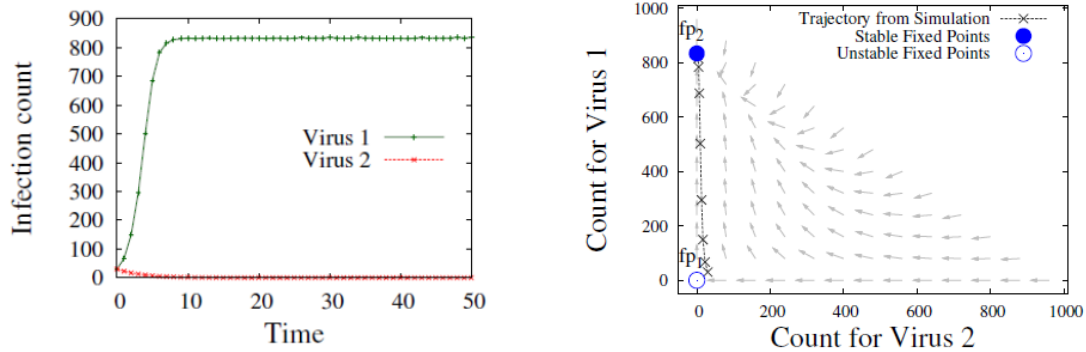 900
800
700
600
500
400
300
200
100
0
0 10 20 30 40 50
Infection count
Time
Virus 1
Virus 2
1000
800
600
400
200
0
0 200 400 600 800 1000
Count for Virus 1
Count for Virus 2
Trajectory from Simulation
Stable Fixed Points
Unstable Fixed Points
fp2
fp1